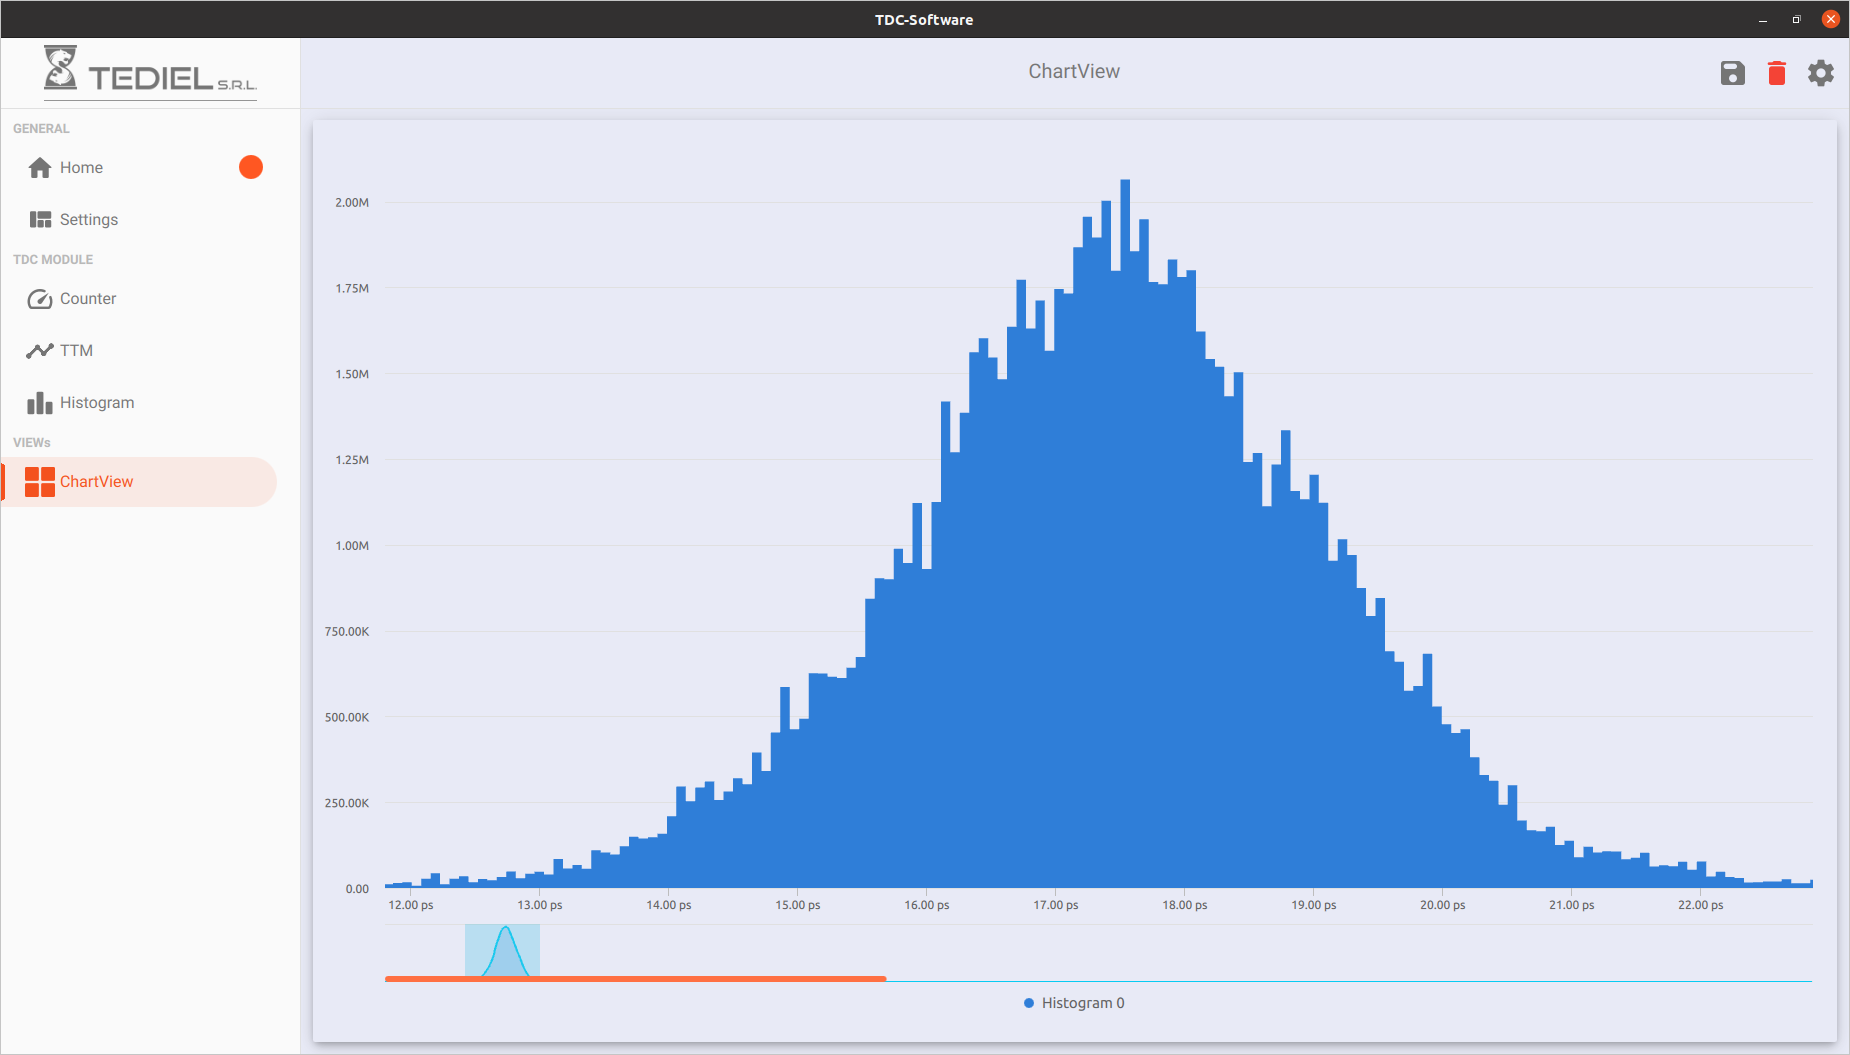 TDC-Software
TEDIEL S.R.L.
ChartView
GENERAL
Home
Settings
TDC MODULE
Counter
TTM
Histogram
VIEWs
ChartView
2.00M
1.75M
1.50M
1.25M
1.00M
750.00K
500.00K
250.00K
0.00
12.00 ps 13.00 ps 14.00 ps 15.00 ps 16.00 ps 17.00 ps 18.00 ps 19.00 ps 20.00 ps 21.00 ps 22.00 ps
Histogram 0